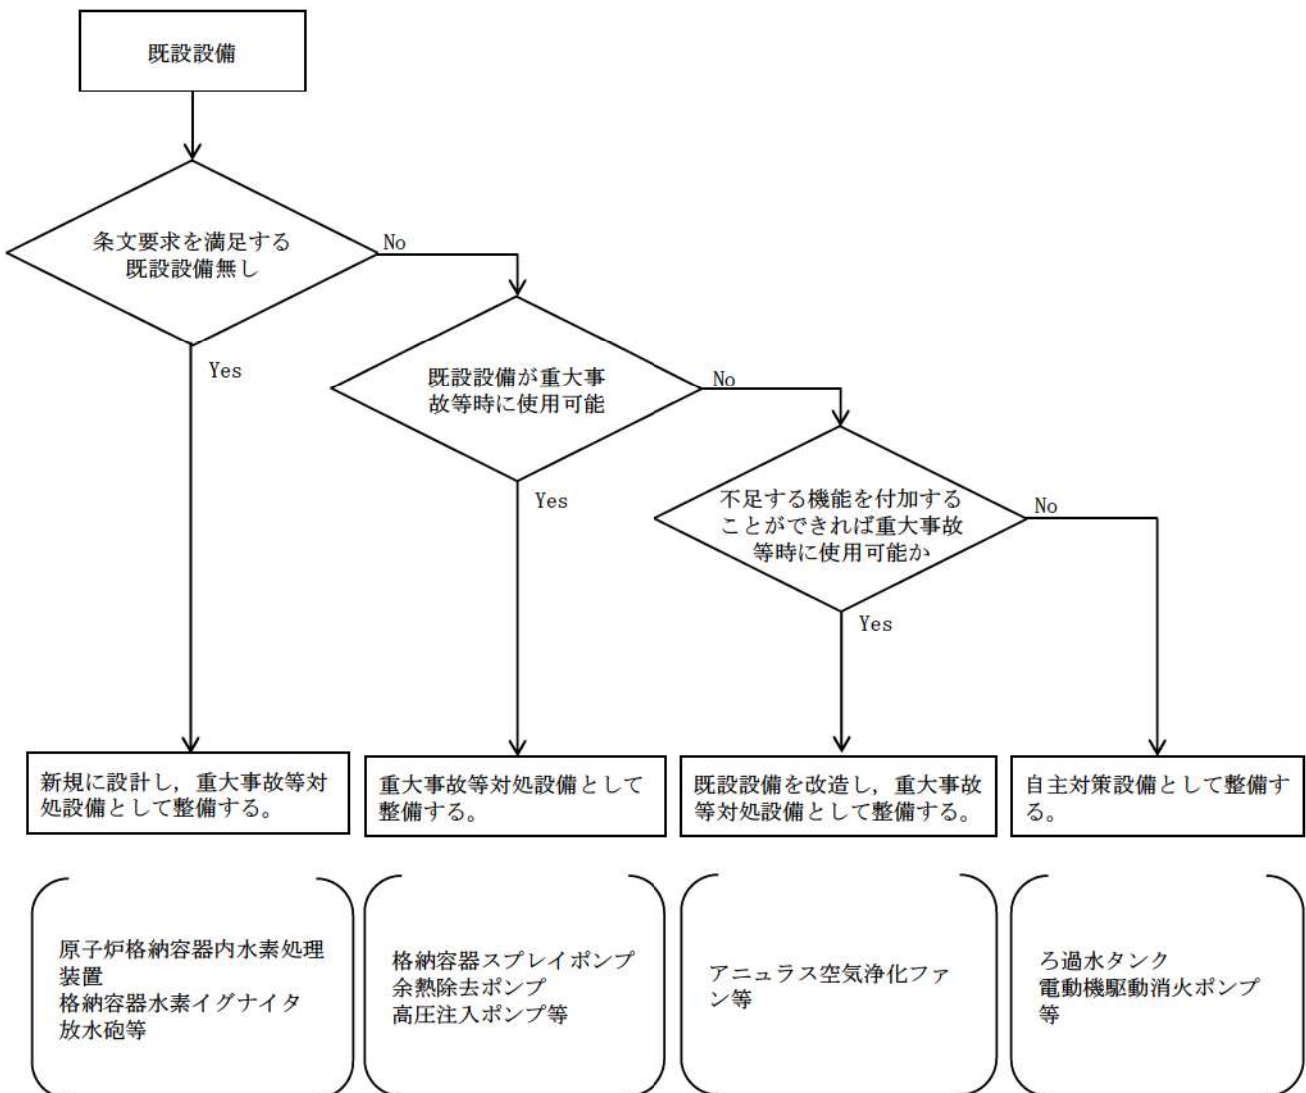 既設設備
条文要求を満足する
既設設備無し
No
Yes
既設設備が重大事
故等時に使用可能
No
Yes
不足する機能を付加する
ことができれば重大事故
等時に使用可能か
No
Yes
新規に設計し，重大事故等対
処設備として整備する。
重大事故等対処設備として
整備する。
既設設備を改造し，重大事故
等対処設備として整備する。
自主対策設備として整備す
る。
原子炉格納容器内水素処理
装置
格納容器水素イグナイタ
放水砲等
格納容器スプレイポンプ
余熱除去ポンプ
高圧注入ポンプ等
アニュラス空気浄化ファ
ン等
ろ過水タンク
電動機駆動消火ポンプ
等